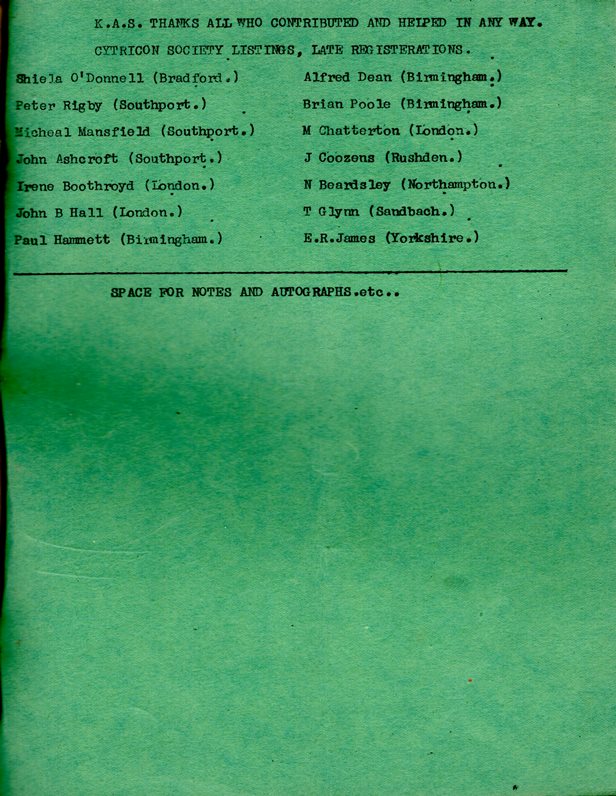 K.A.S. THANKS ALL WHO CONTRIBUTED AND HELPED IN ANY WAY.
CYTRICON SOCIETY LISTINGS, LATE REGISTERATIONS.
Shiela O'Donnell (Bradford.)
Peter Rigby (Southport.)
Micheal Mansfield (Southport.)
John Ashcroft (Southport.)
Irene Boothroyd (London.)
John B Hall (London.)
Paul Hammett (Birmingham.)
Alfred Dean (Birmingham.)
Brian Poole (Birmingham.)
M Chatterton (London.)
J Coozens (Rushden.)
N Beardsley (Northampton.)
T Glynn (Sandbach.)
E.R.James (Yorkshire.)
SPACE FOR NOTES AND AUTOGRAPHS.etc..